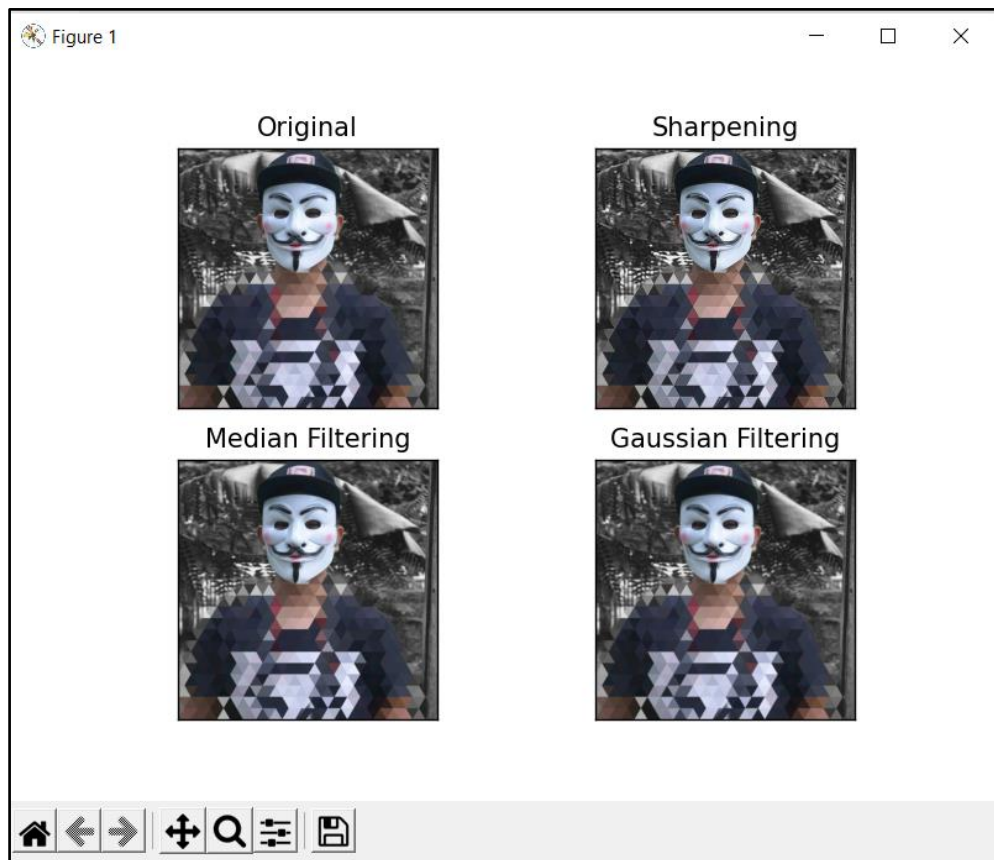 Figure 1
Original
Sharpening
Median Filtering
Gaussian Filtering